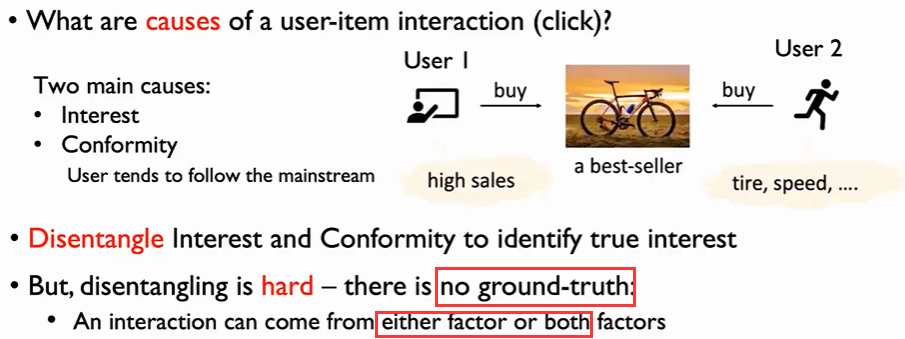 • What are causes of a user-item interaction (click)?
Two main causes:
• Interest
• Conformity
User tends to follow the mainstream
User 1
buy
high sales
a best-seller
User 2
buy
tire, speed, ....
• Disentangle Interest and Conformity to identify true interest
• But, disentangling is hard – there is no ground-truth:
• An interaction can come from either factor or both factors